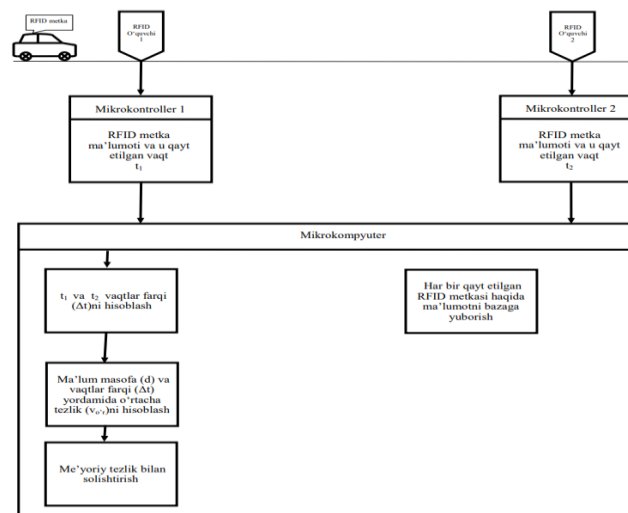 RFID metka
RFID
O‘quvchi
1
RFID
O‘quvchi
2
Mikrokontroller 1
RFID metka
ma’lumoti va u qayt
etilgan vaqt
t₁
Mikrokontroller 2
RFID metka
ma’lumoti va u qayt
etilgan vaqt
t₂
Mikrokompyuter
t₁ va t₂ vaqtlar farqi
(Δt)ni hisoblash
Ma’lum masofa (d) va
vaqtlar farqi (Δt)
yordamida o‘rtacha
tezlik (vo‘r)ni hisoblash
Me’yoriy tezlik bilan
solishtirish
Har bir qayt etilgan
RFID metkasi haqida
ma’lumotni bazaga
yuborish